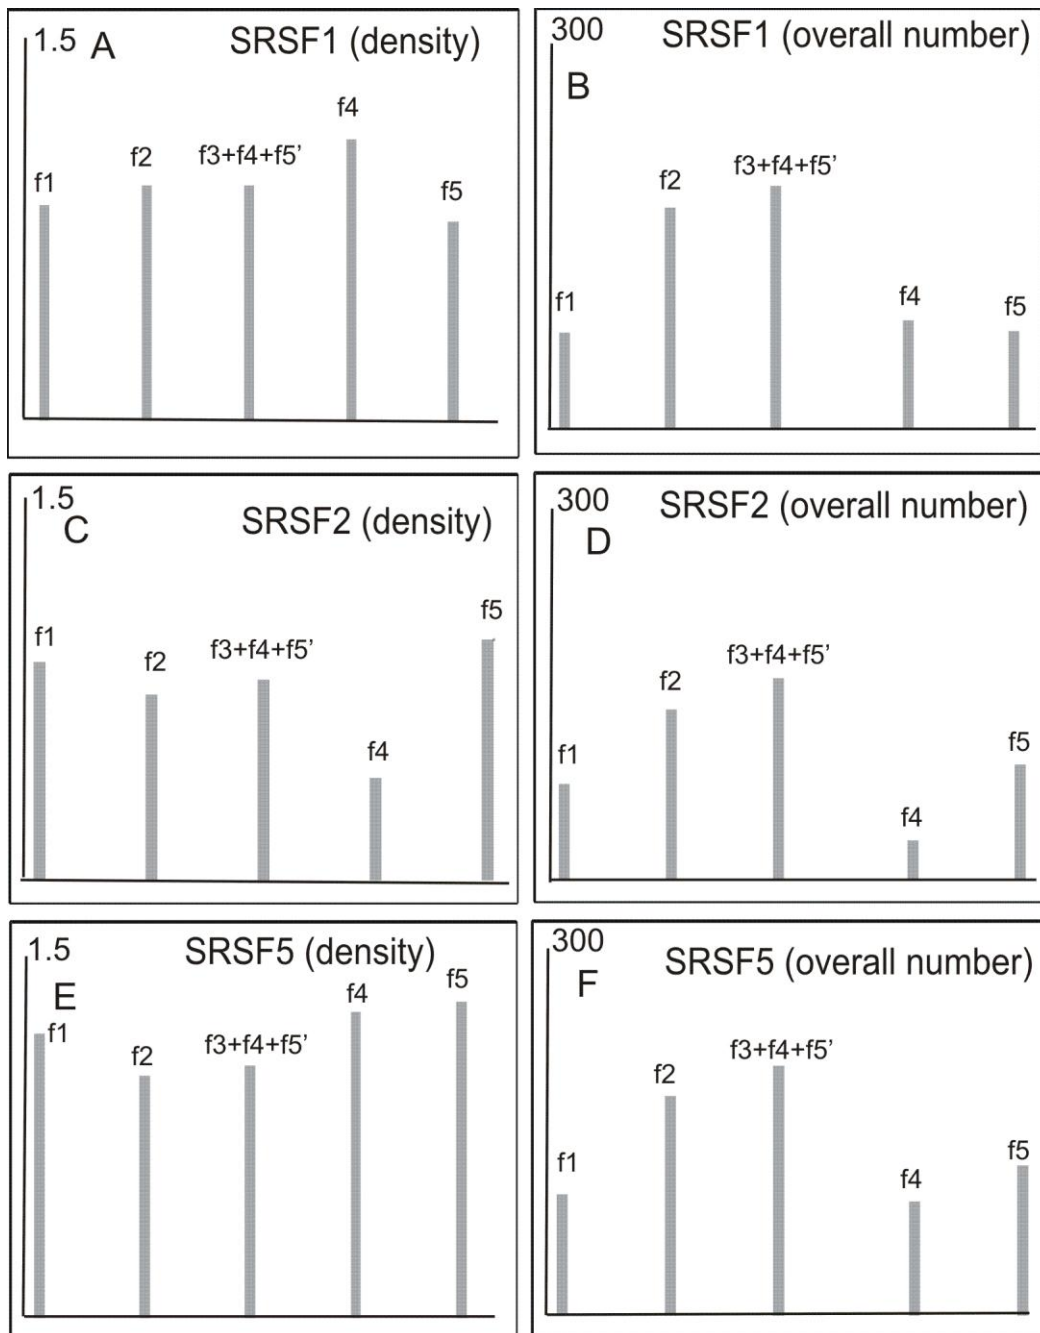 1.5 A SRSF1 (density)
f4
f2 f3+f4+f5'
f1 f5
300 SRSF1 (overall number)
B
f3+f4+f5'
f2
f1 f4 f5
1.5 C SRSF2 (density)
f5
f1 f2 f3+f4+f5'
f4
300 SRSF2 (overall number)
D
f3+f4+f5'
f2
f1 f5
f4
1.5 SRSF5 (density)
E f4 f5
f1 f2 f3+f4+f5'
300 SRSF5 (overall number)
F
f3+f4+f5'
f2
f1 f4 f5